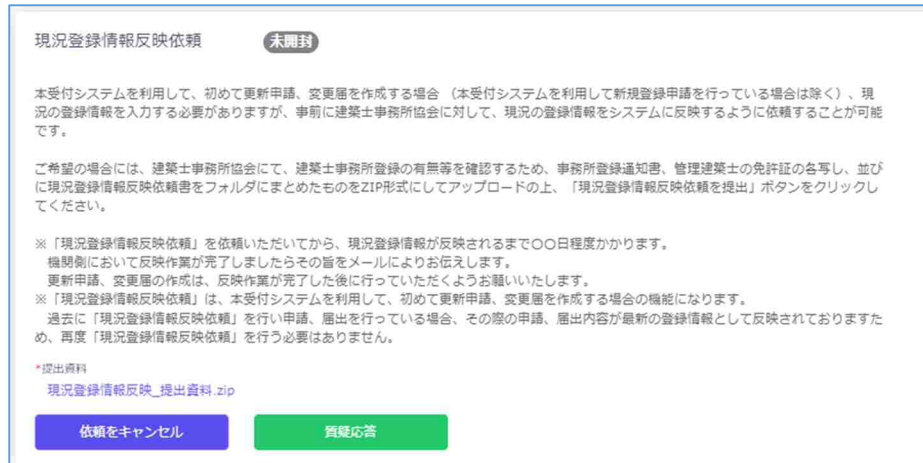 現況登録情報反映依頼 未開封
本受付システムを利用して、初めて更新申請、変更届を作成する場合 （本受付システムを利用して新規登録申請を行っている場合は除く）、現
況の登録情報を入力する必要がありますが、事前に建築士事務所協会に対して、現況の登録情報をシステムに反映するように依頼することが可能
です。
ご希望の場合には、建築士事務所協会にて、建築士事務所登録の有無等を確認するため、事務所登録通知書、管理建築士の免許証の各写し、並び
に現況登録情報反映依頼書をフォルダにまとめたものをZIP形式にしてアップロードの上、「現況登録情報反映依頼を提出」ボタンをクリックし
てください。
※「現況登録情報反映依頼」を依頼いただいてから、現況登録情報が反映されるまで〇〇日程度かかります。
機関側において反映作業が完了しましたらその旨をメールによりお伝えします。
更新申請、変更届の作成は、反映作業が完了した後に行っていただくようお願いいたします。
※「現況登録情報反映依頼」は、本受付システムを利用して、初めて更新申請、変更届を作成する場合の機能になります。
過去に「現況登録情報反映依頼」を行い申請、届出を行っている場合、その際の申請、届出内容が最新の登録情報として反映されておりますた
め、再度「現況登録情報反映依頼」を行う必要はありません。
*提出資料
現況登録情報反映_提出資料.zip
依頼をキャンセル 質疑応答